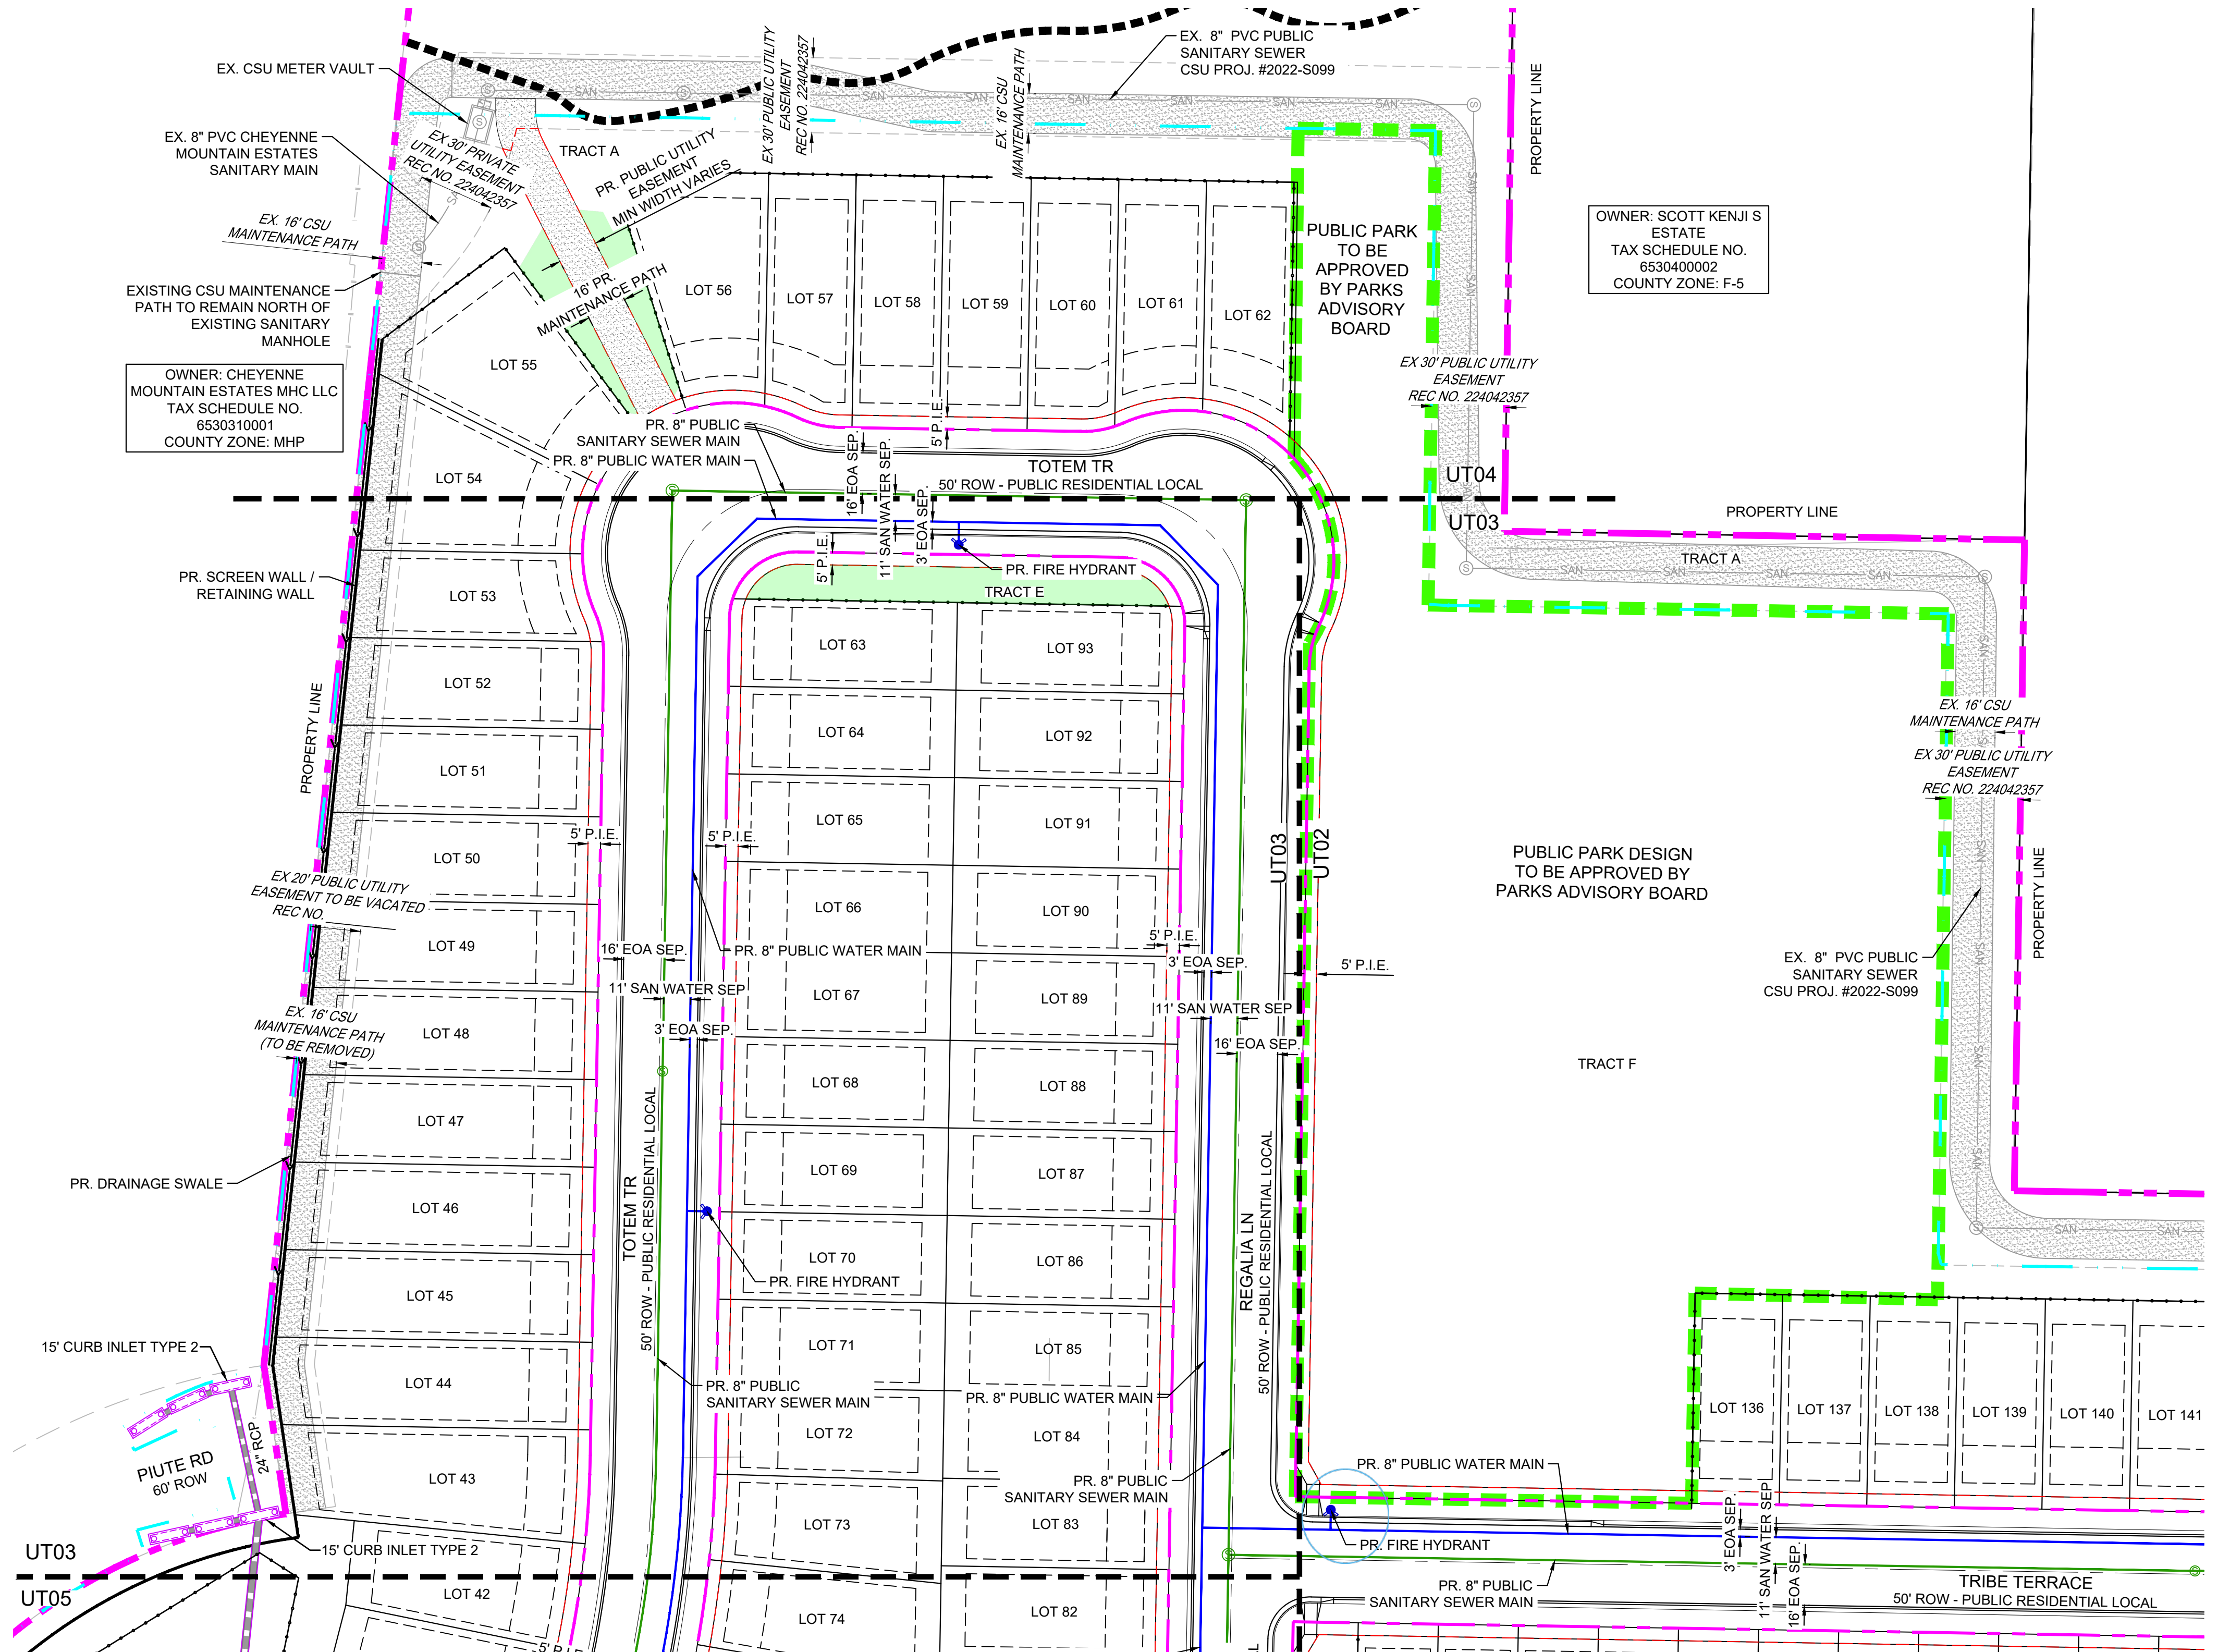 EX. CSU METER VAULT
EX. 8" PVC CHEYENNE
MOUNTAIN ESTATES
SANITARY MAIN
EX. 16' CSU
MAINTENANCE PATH
EXISTING CSU MAINTENANCE
PATH TO REMAIN NORTH OF
EXISTING SANITARY
MANHOLE
OWNER: CHEYENNE
MOUNTAIN ESTATES MHC LLC
TAX SCHEDULE NO.
6530310001
COUNTY ZONE: MHP
PR. SCREEN WALL /
RETAINING WALL
PROPERTY LINE
EX 20' PUBLIC UTILITY
EASEMENT TO BE VACATED
REC NO.
EX. 16' CSU
MAINTENANCE PATH
(TO BE REMOVED)
PR. DRAINAGE SWALE
15' CURB INLET TYPE 2
PIUTE RD
60' ROW
24" RCP
15' CURB INLET TYPE 2
UT03
UT05
EX 30' PRIVATE
UTILITY EASEMENT
REC NO. 224042357
TRACT A
PR. PUBLIC UTILITY
EASEMENT
MIN WIDTH VARIES
16' PR.
MAINTENANCE PATH
EX 30' PUBLIC UTILITY
EASEMENT
REC NO. 224042357
EX. 16' CSU
MAINTENANCE PATH
EX. 8" PVC PUBLIC
SANITARY SEWER
CSU PROJ. #2022-S099
SAN
SAN
SAN
SAN
SAN
SAN
SAN
PROPERTY LINE
OWNER: SCOTT KENJI S
ESTATE
TAX SCHEDULE NO.
6530400002
COUNTY ZONE: F-5
PUBLIC PARK
TO BE
APPROVED
BY PARKS
ADVISORY
BOARD
EX 30' PUBLIC UTILITY
EASEMENT
REC NO. 224042357
LOT 56
LOT 57
LOT 58
LOT 59
LOT 60
LOT 61
LOT 62
LOT 55
LOT 54
LOT 53
LOT 52
LOT 51
LOT 50
LOT 49
LOT 48
LOT 47
LOT 46
LOT 45
LOT 44
LOT 43
LOT 42
PR. 8" PUBLIC
SANITARY SEWER MAIN
PR. 8" PUBLIC WATER MAIN
16' EOA SEP.
11' SAN WATER SEP.
3' EOA SEP.
5' P.I.E.
5' P.I.E.
TOTEM TR
50' ROW - PUBLIC RESIDENTIAL LOCAL
PR. FIRE HYDRANT
TRACT E
UT04
UT03
PROPERTY LINE
TRACT A
SAN
SAN
SAN
SAN
LOT 63
LOT 64
LOT 65
LOT 66
LOT 67
LOT 68
LOT 69
LOT 70
LOT 71
LOT 72
LOT 73
LOT 74
LOT 93
LOT 92
LOT 91
LOT 90
LOT 89
LOT 88
LOT 87
LOT 86
LOT 85
LOT 84
LOT 83
LOT 82
5' P.I.E.
5' P.I.E.
PR. 8" PUBLIC WATER MAIN
16' EOA SEP.
11' SAN WATER SEP
3' EOA SEP.
TOTEM TR
50' ROW - PUBLIC RESIDENTIAL LOCAL
PR. FIRE HYDRANT
PR. 8" PUBLIC
SANITARY SEWER MAIN
5' P.I.E.
3' EOA SEP.
11' SAN WATER SEP
16' EOA SEP.
5' P.I.E.
UT03
UT02
REGALIA LN
50' ROW - PUBLIC RESIDENTIAL LOCAL
PR. 8" PUBLIC WATER MAIN
PR. 8" PUBLIC
SANITARY SEWER MAIN
EX. 16' CSU
MAINTENANCE PATH
EX 30' PUBLIC UTILITY
EASEMENT
REC NO. 224042357
PUBLIC PARK DESIGN
TO BE APPROVED BY
PARKS ADVISORY BOARD
EX. 8" PVC PUBLIC
SANITARY SEWER
CSU PROJ. #2022-S099
PROPERTY LINE
TRACT F
SAN
SAN
SAN
SAN
SAN
SAN
SAN
LOT 136
LOT 137
LOT 138
LOT 139
LOT 140
LOT 141
PR. 8" PUBLIC WATER MAIN
PR. FIRE HYDRANT
PR. 8" PUBLIC
SANITARY SEWER MAIN
3' EOA SEP.
11' SAN WATER SEP
16' EOA SEP.
TRIBE TERRACE
50' ROW - PUBLIC RESIDENTIAL LOCAL